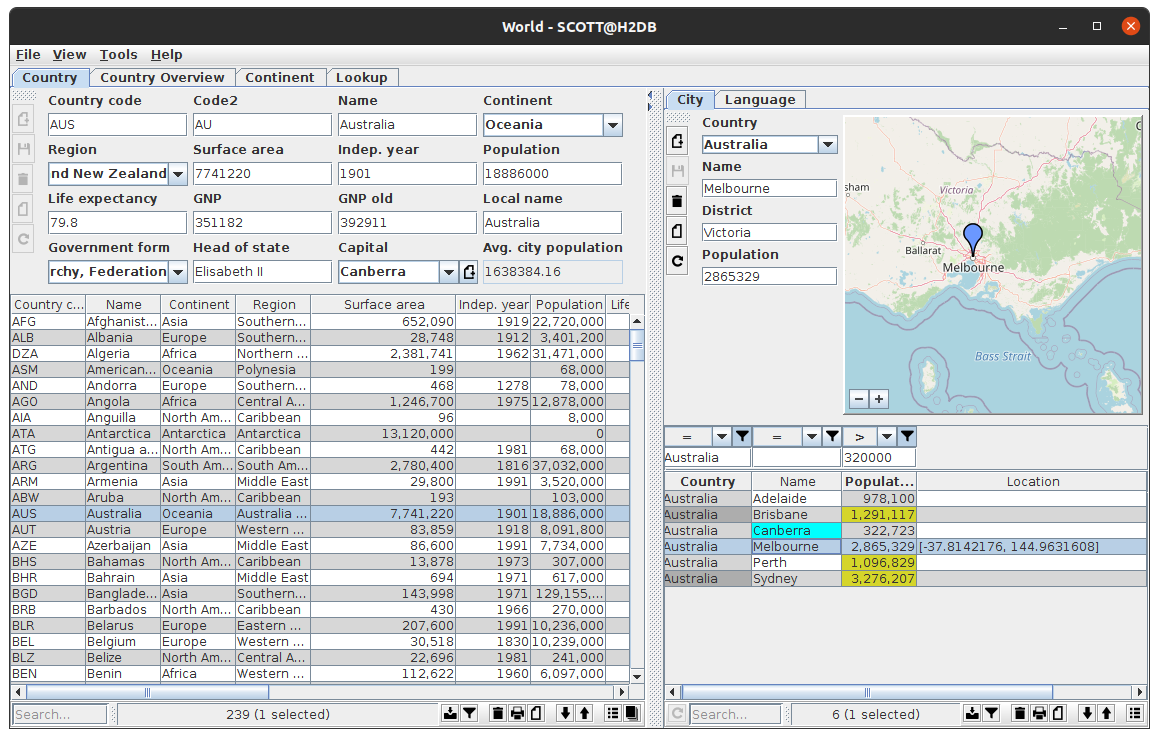 World - SCOTT@H2DB
File View Tools Help
Country Country Overview Continent Lookup
Country code Code2 Name Continent
AUS AU Australia Oceania
Region Surface area Indep. year Population
nd New Zealand 7741220 1901 18886000
Life expectancy GNP GNP old Local name
79.8 351182 392911 Australia
Government form Head of state Capital Avg. city population
rchy, Federation Elisabeth II Canberra 1638384.16
Country c... Name Continent Region Surface area Indep. year Population Life
AFG Afghanist... Asia Southern... 652,090 1919 22,720,000
ALB Albania Europe Southern... 28,748 1912 3,401,200
DZA Algeria Africa Northern ... 2,381,741 1962 31,471,000
ASM American... Oceania Polynesia 199 68,000
AND Andorra Europe Southern... 468 1278 78,000
AGO Angola Africa Central A... 1,246,700 1975 12,878,000
AIA Anguilla North Am... Caribbean 96 8,000
ATA Antarctica Antarctica Antarctica 13,120,000 0
ATG Antigua a... North Am... Caribbean 442 1981 68,000
ARG Argentina South Am... South Am... 2,780,400 1816 37,032,000
ARM Armenia Asia Middle East 29,800 1991 3,520,000
ABW Aruba North Am... Caribbean 193 103,000
AUS Australia Oceania Australia ... 7,741,220 1901 18,886,000
AUT Austria Europe Western ... 83,859 1918 8,091,800
AZE Azerbaijan Asia Middle East 86,600 1991 7,734,000
BHS Bahamas North Am... Caribbean 13,878 1973 307,000
BHR Bahrain Asia Middle East 694 1971 617,000
BGD Banglade... Asia Southern... 143,998 1971 129,155,...
BRB Barbados North Am... Caribbean 430 1966 270,000
BLR Belarus Europe Eastern ... 207,600 1991 10,236,000
BEL Belgium Europe Western ... 30,518 1830 10,239,000
BLZ Belize North Am... Central A... 22,696 1981 241,000
BEN Benin Africa Western ... 112,622 1960 6,097,000
Search... 239 (1 selected)
City Language
Country
Australia
Name
Melbourne
District
Victoria
Population
2865329
sham
Victoria
Ballarat
Melbourne
Bass Strait
− +
= = >
Australia 320000
Country Name Populat... Location
Australia Adelaide 978,100
Australia Brisbane 1,291,117
Australia Canberra 322,723
Australia Melbourne 2,865,329 [-37.8142176, 144.9631608]
Australia Perth 1,096,829
Australia Sydney 3,276,207
Search... 6 (1 selected)